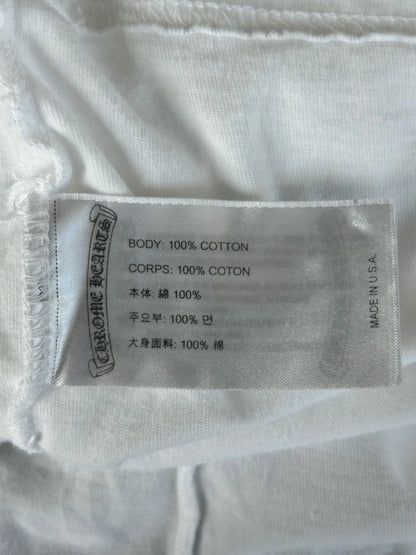 CHROME HEARTS
BODY: 100% COTTON
CORPS: 100% COTON
本体: 綿 100%
주요부: 100% 면
大身面料: 100% 棉
MADE IN U.S.A.